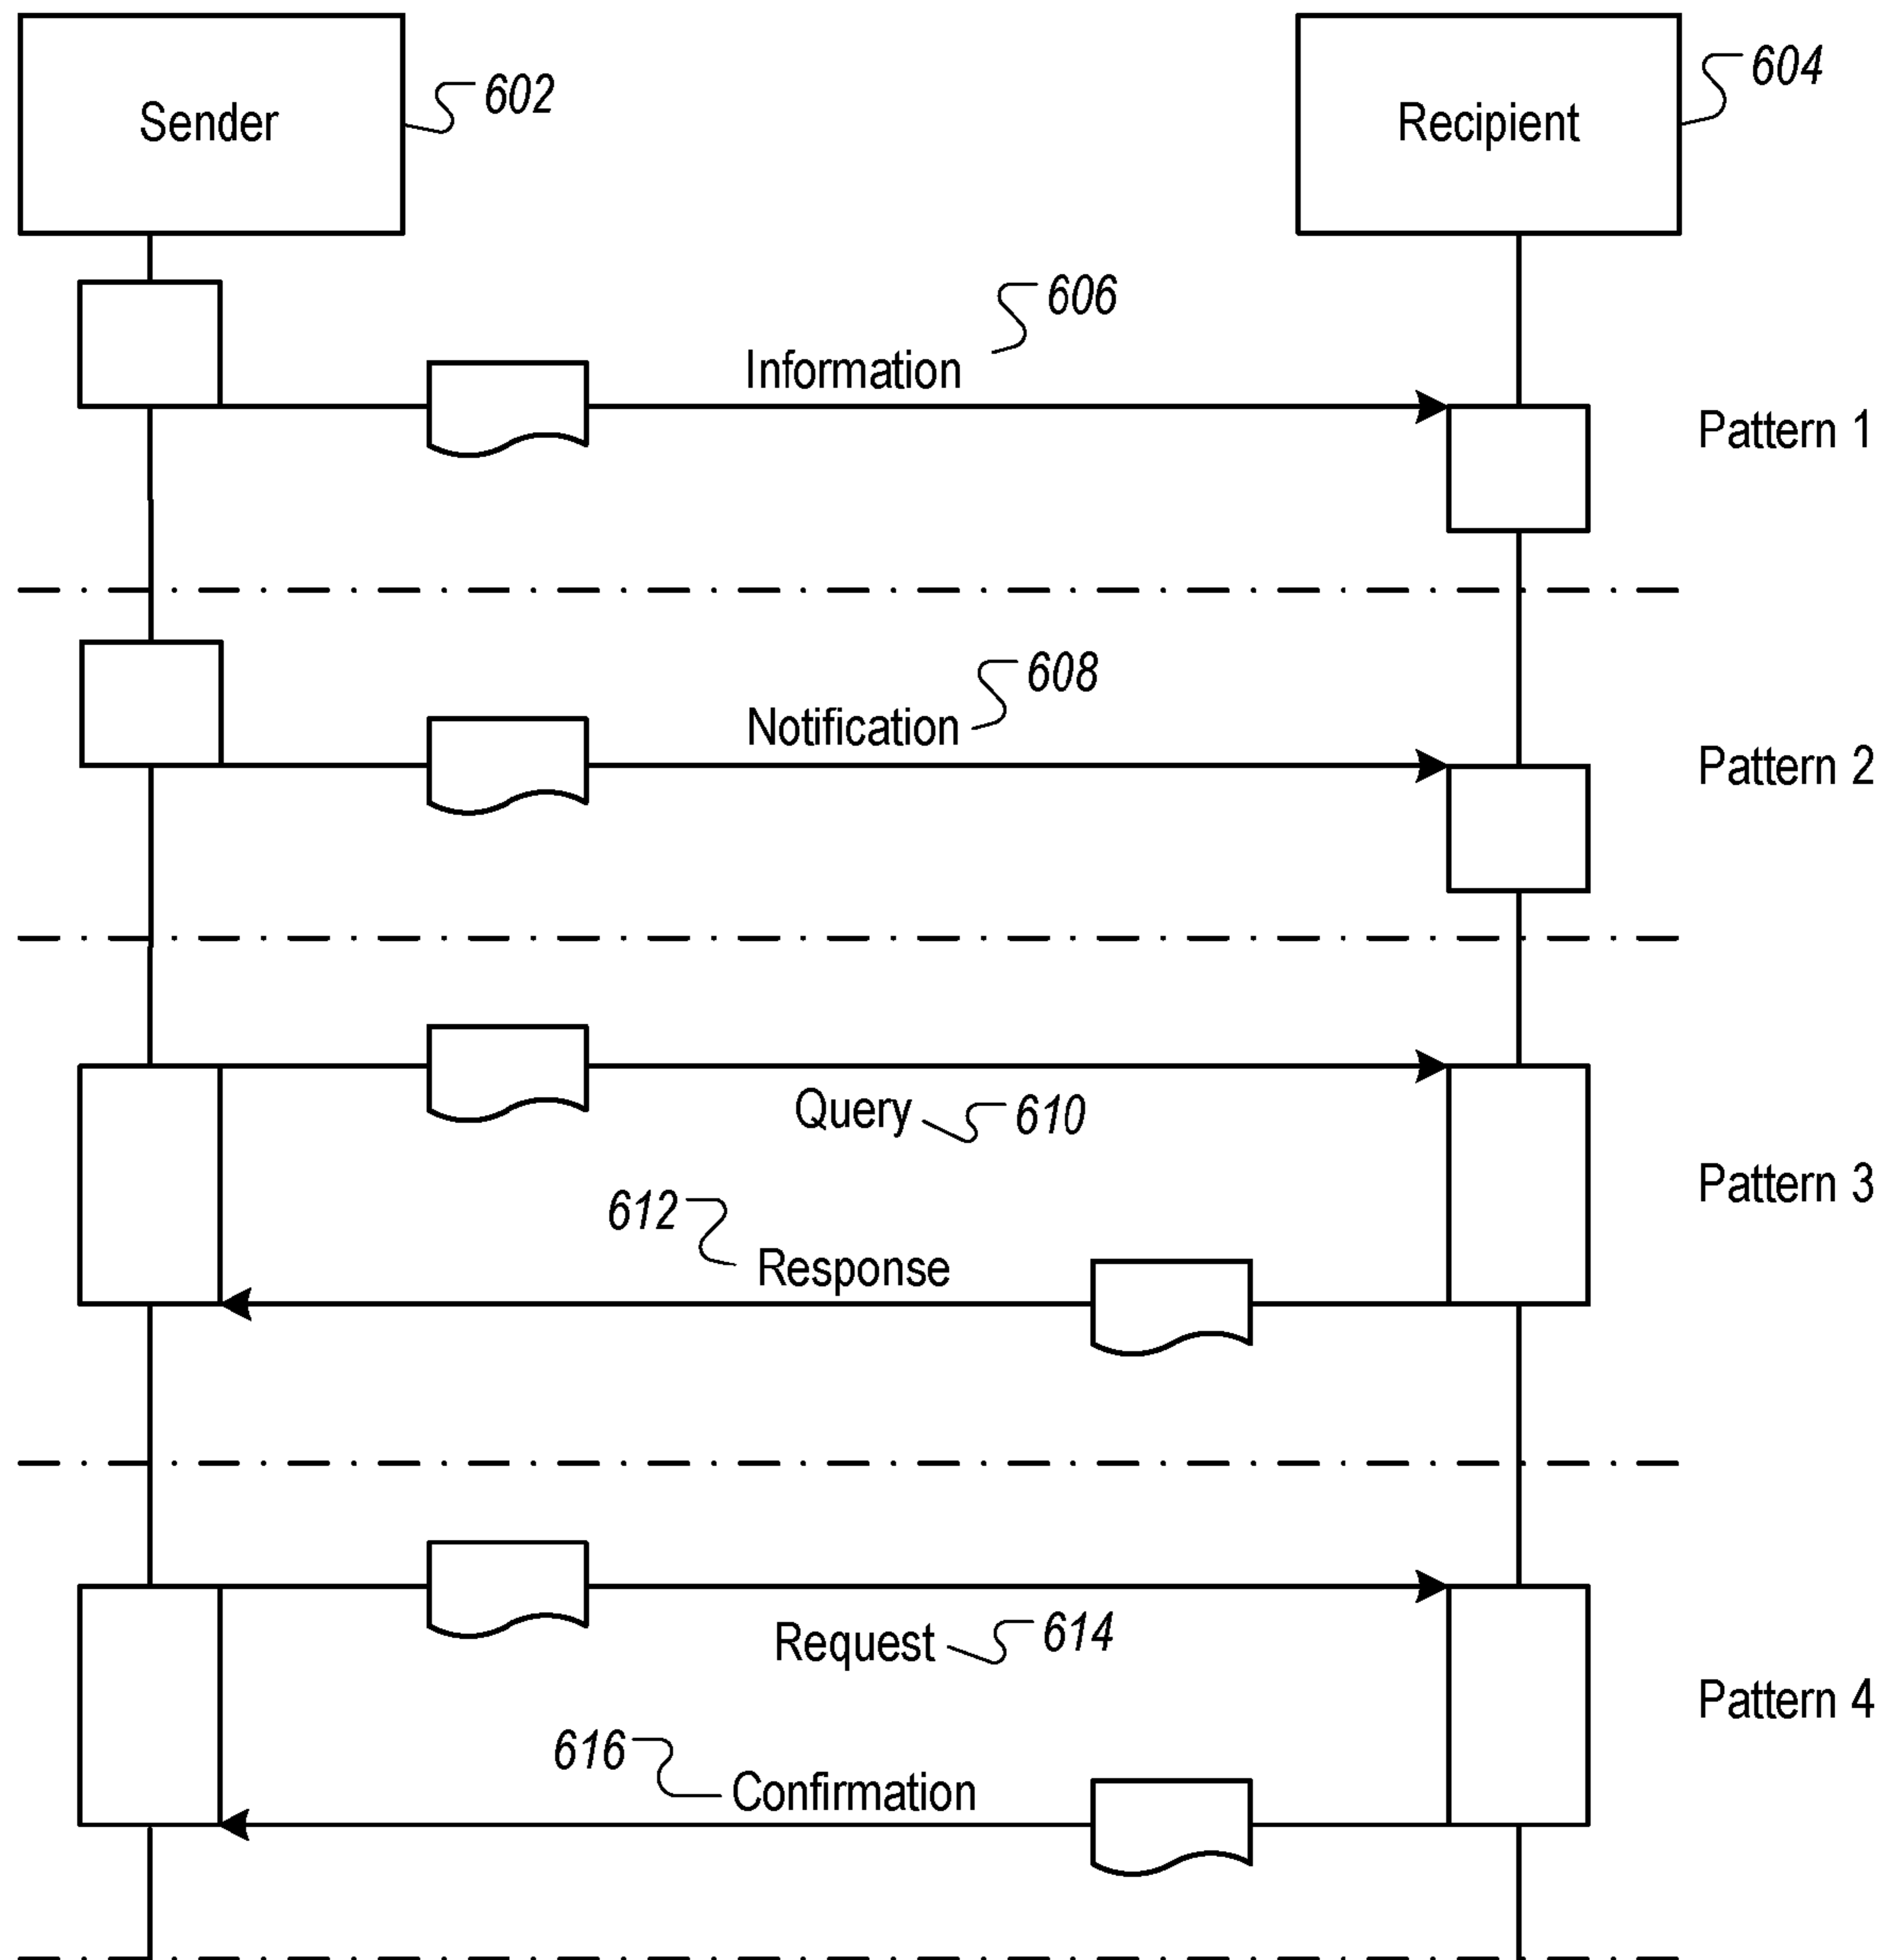 Sender
602
Recipient
604
Information
606
Pattern 1
Notification
608
Pattern 2
Query
610
Pattern 3
612
Response
Request
614
Pattern 4
616
Confirmation